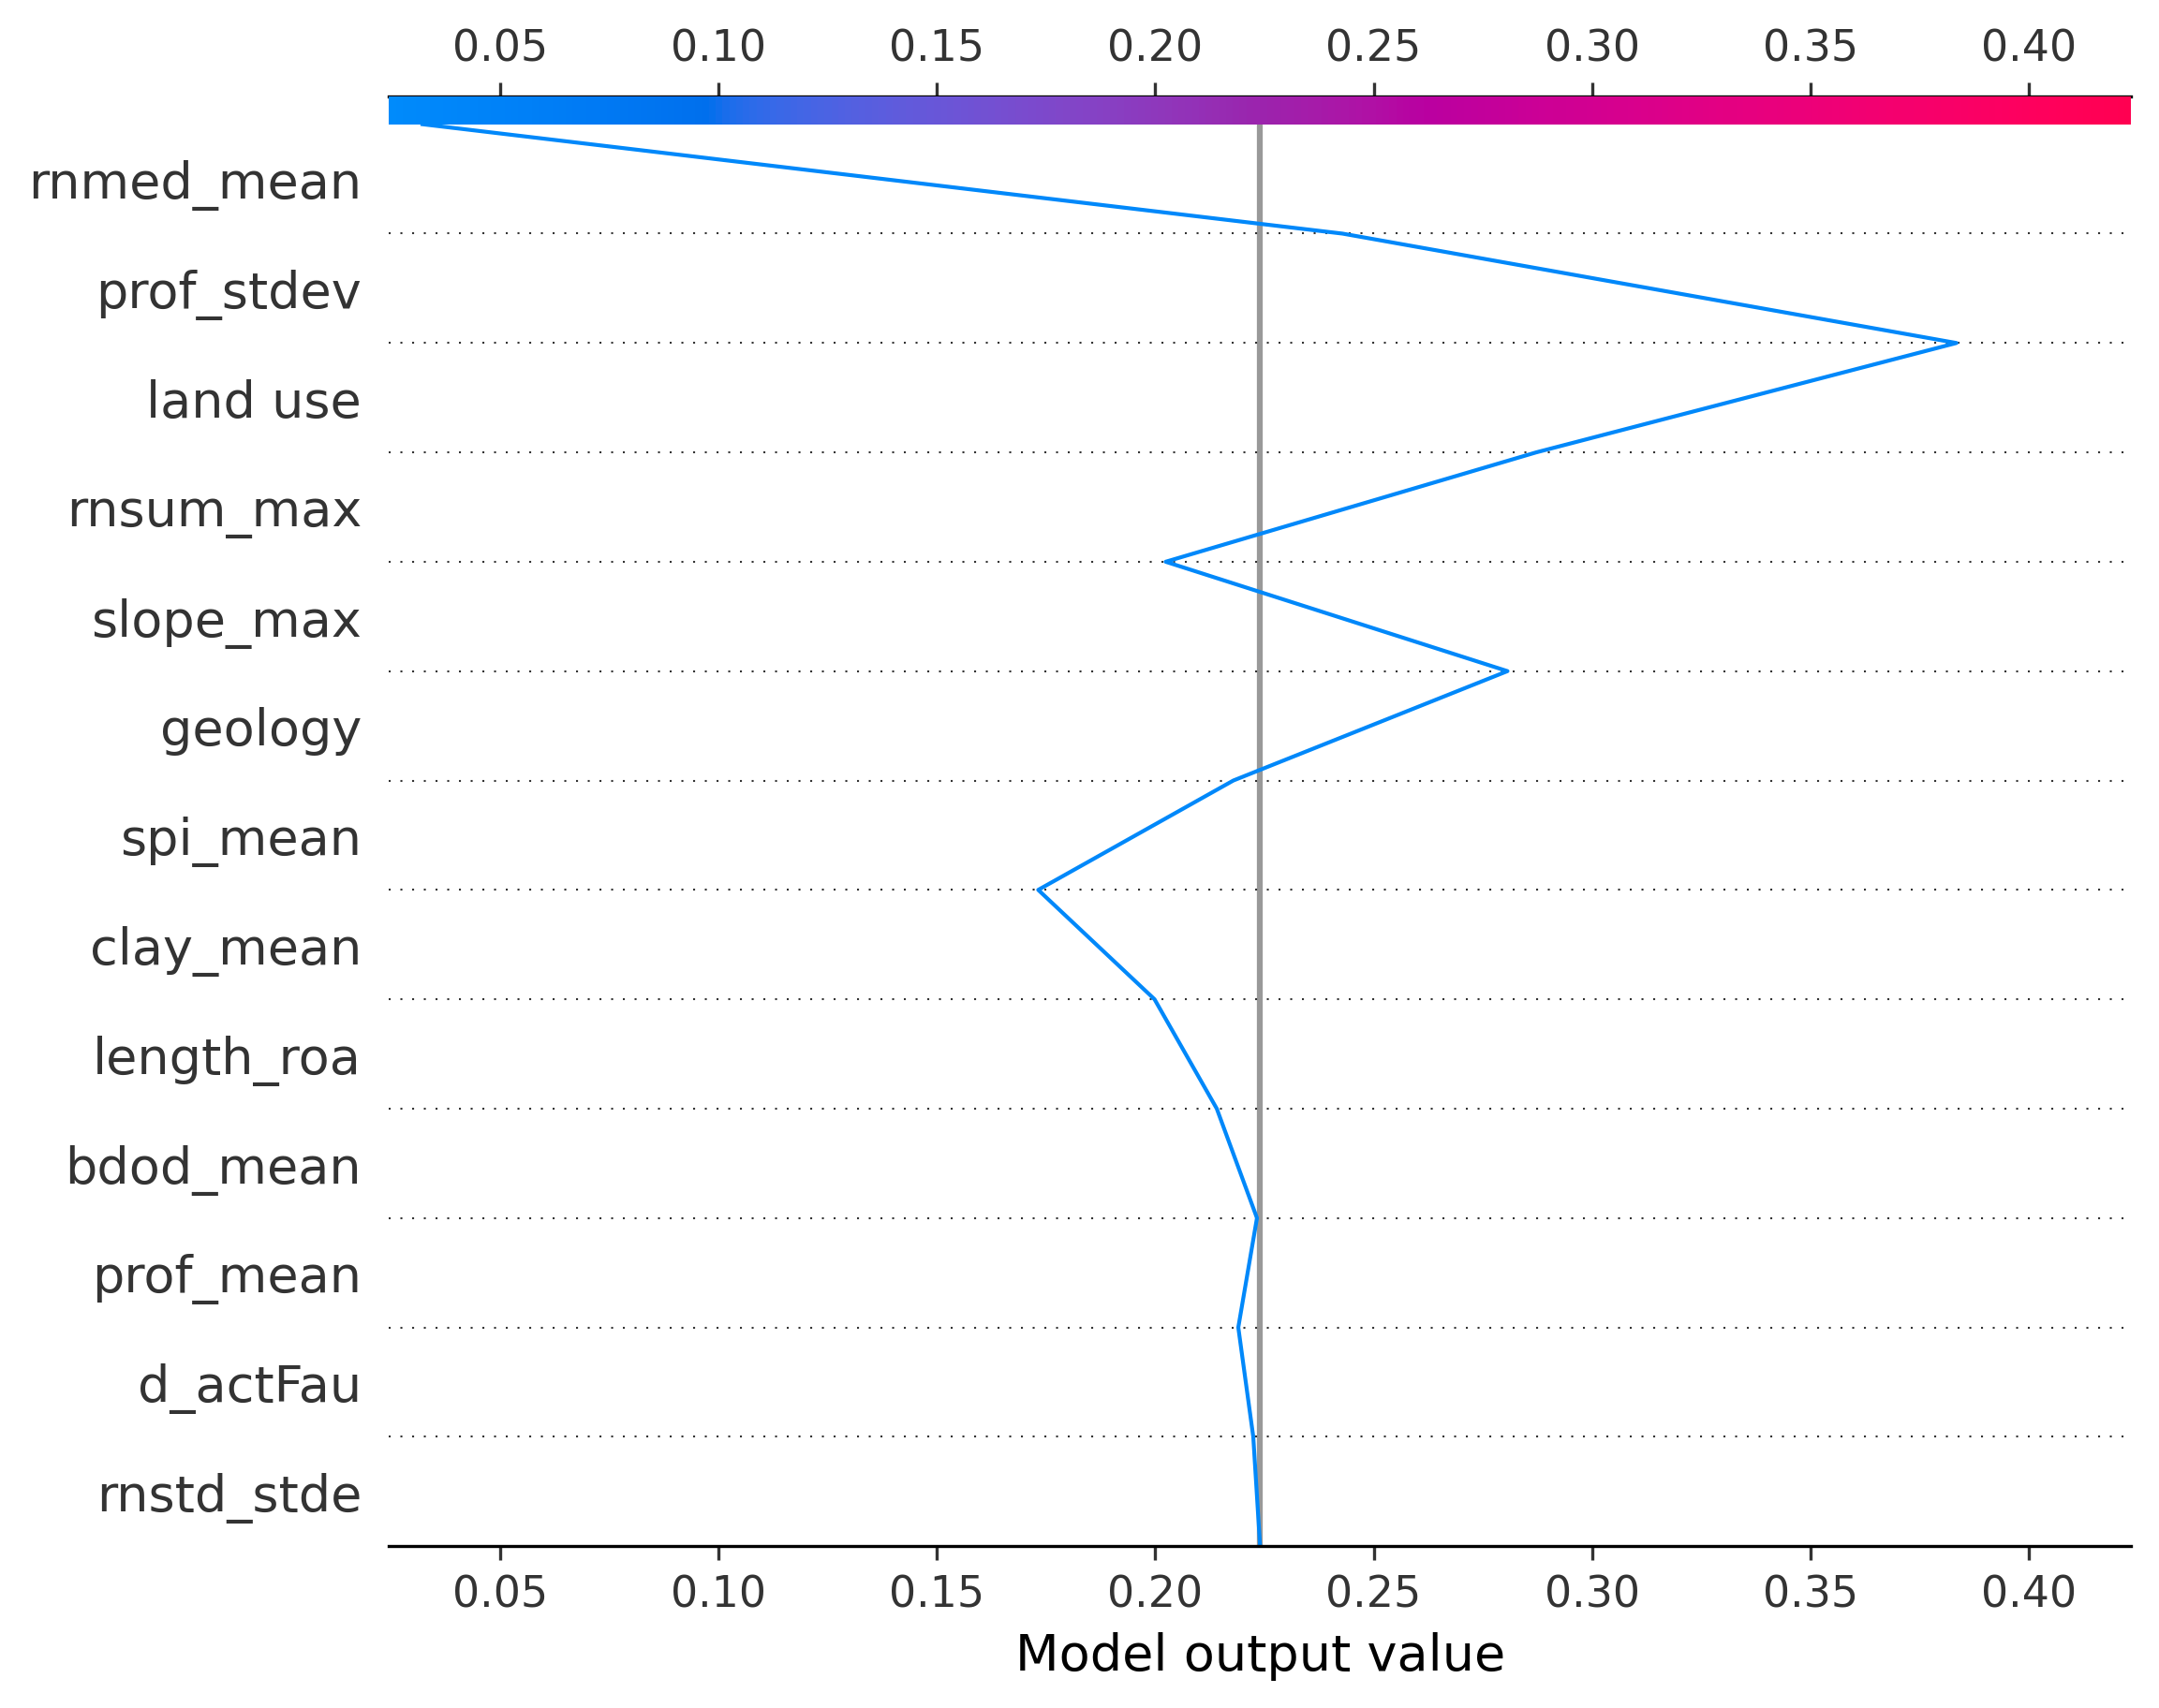 0.05 0.10 0.15 0.20 0.25 0.30 0.35 0.40
rnmed_mean
prof_stdev
land use
rnsum_max
slope_max
geology
spi_mean
clay_mean
length_roa
bdod_mean
prof_mean
d_actFau
rnstd_stde
0.05 0.10 0.15 0.20 0.25 0.30 0.35 0.40
Model output value